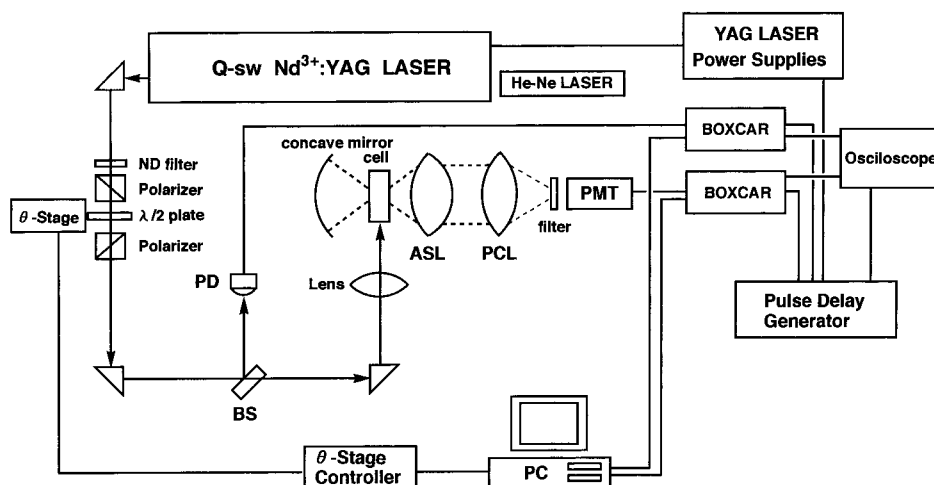 YAG LASER
Power Supplies
Q-sw Nd³⁺:YAG LASER
He-Ne LASER
BOXCAR
concave mirror
cell
Osciloscope
ND filter
Polarizer
BOXCAR
PMT
θ-Stage
λ/2 plate
filter
Polarizer
ASL
PCL
PD
Lens
Pulse Delay
Generator
BS
θ-Stage
Controller
PC